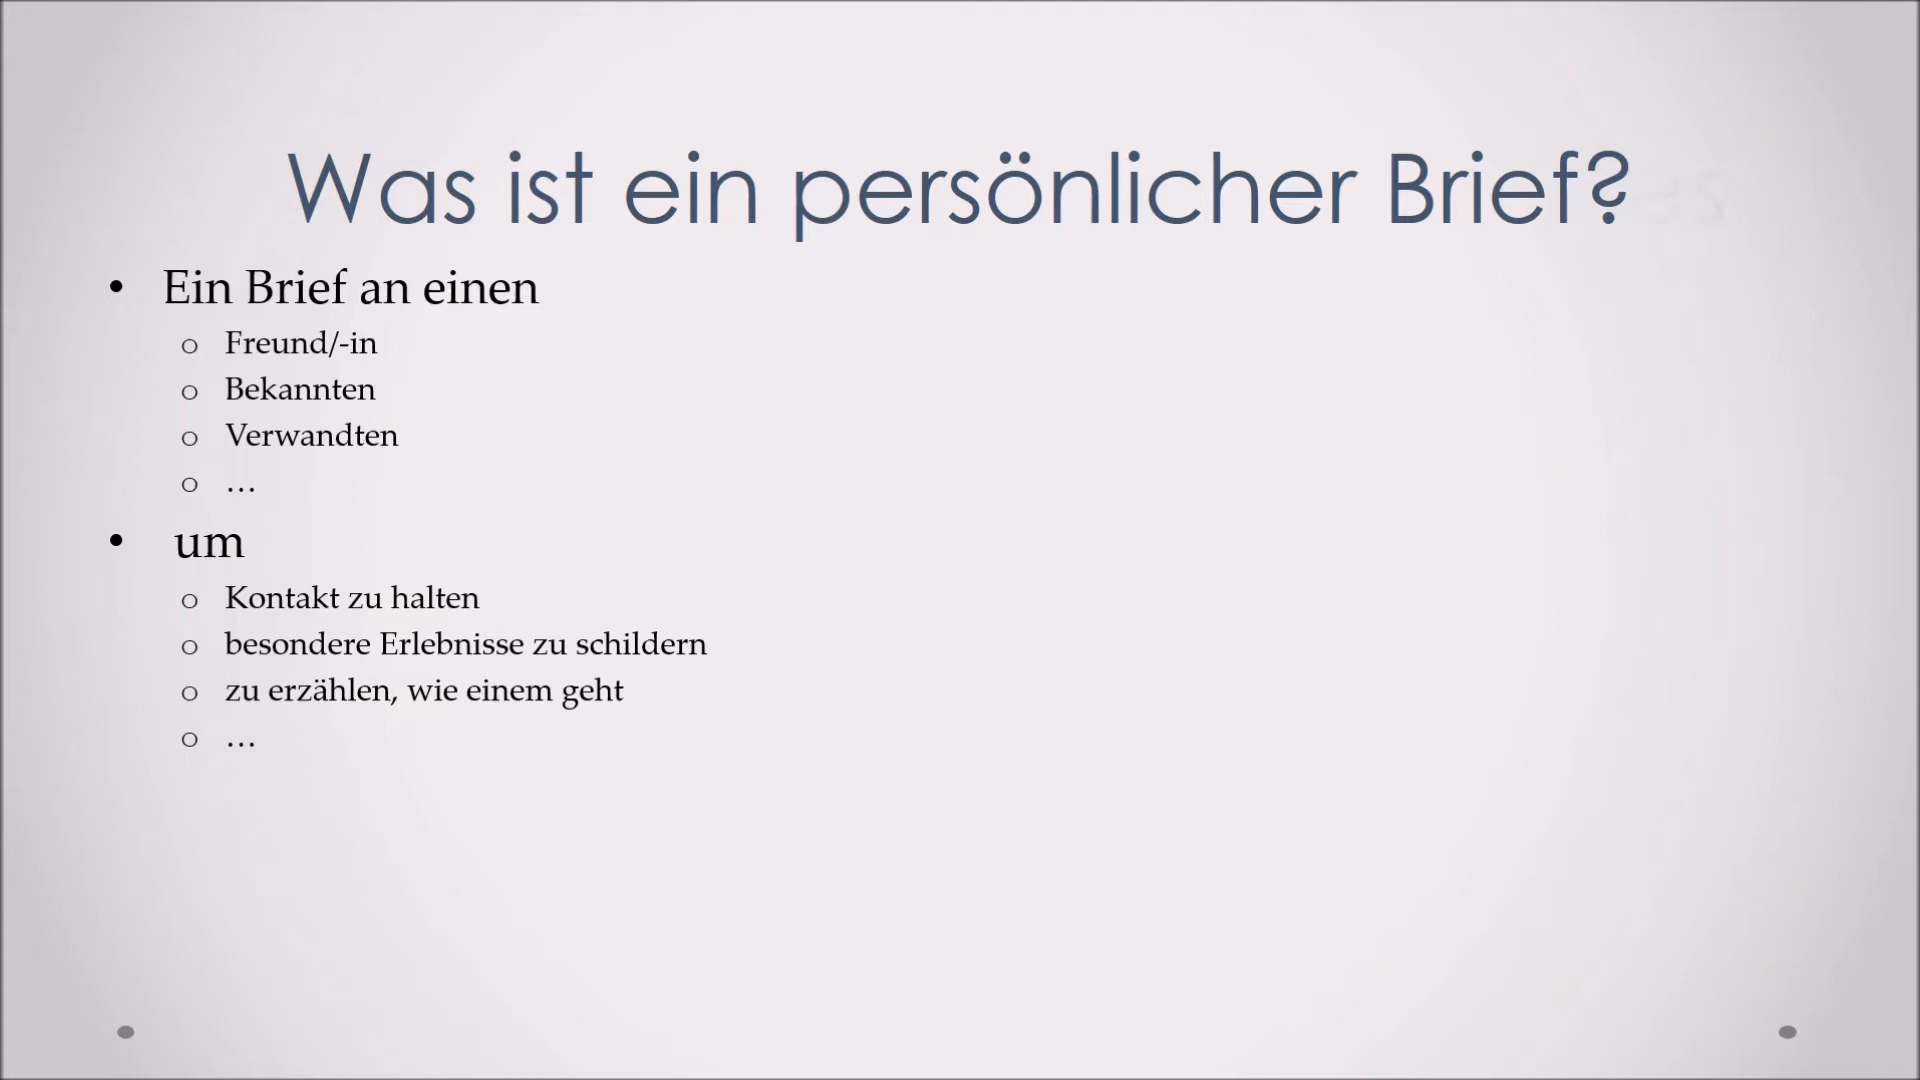 Was ist ein persönlicher Brief?
• Ein Brief an einen
o Freund/-in
o Bekannten
o Verwandten
o …
• um
o Kontakt zu halten
o besondere Erlebnisse zu schildern
o zu erzählen, wie einem geht
o …